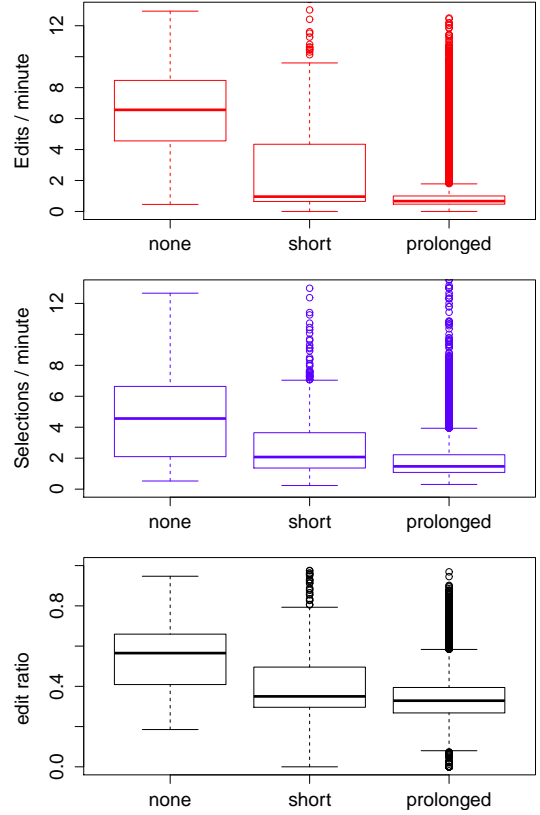 Edits / minute
12
8
6
4
2
0
none short prolonged
Selections / minute
12
8
6
4
2
0
none short prolonged
edit ratio
0.8
0.4
0.0
none short prolonged